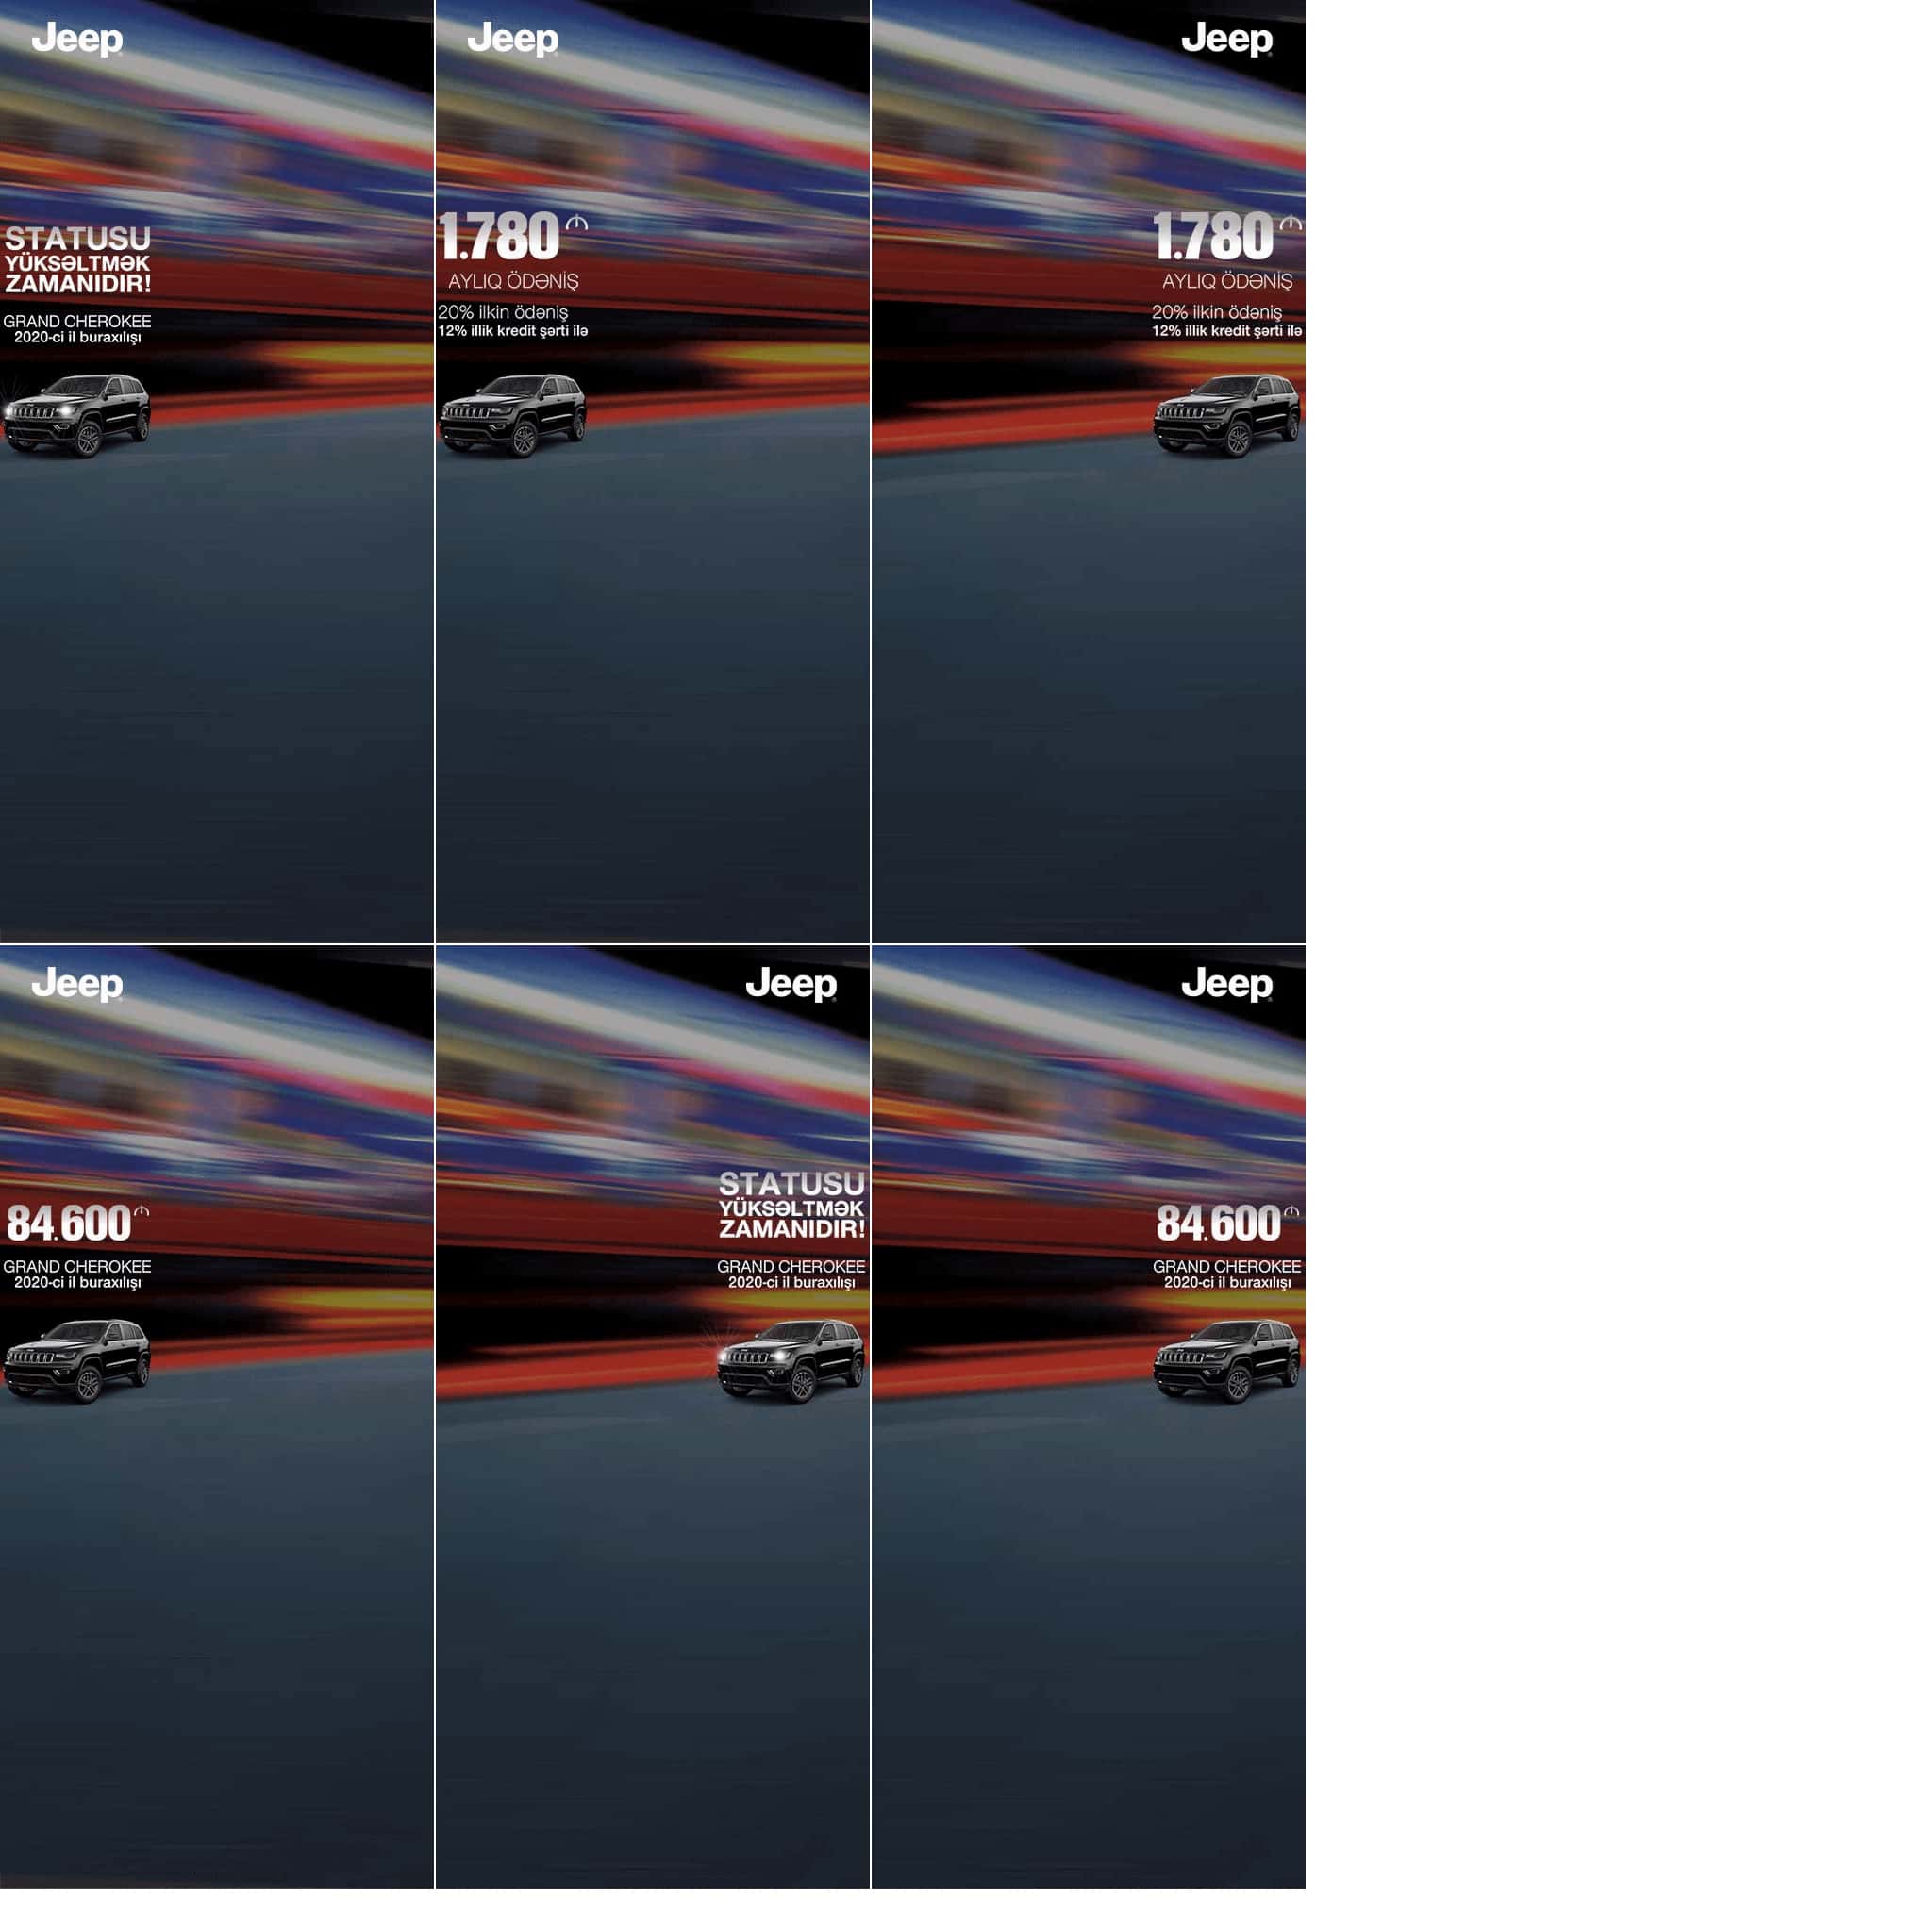 Jeep
STATUSU
YÜKSƏLTMƏK
ZAMANIDIR!
GRAND CHEROKEE
2020-ci il buraxılışı
Jeep
1.780 ₼
AYLIQ ÖDƏNİŞ
20% ilkin ödəniş
12% illik kredit şərti ilə
Jeep
1.780 ₼
AYLIQ ÖDƏNİŞ
20% ilkin ödəniş
12% illik kredit şərti ilə
Jeep
84.600 ₼
GRAND CHEROKEE
2020-ci il buraxılışı
Jeep
STATUSU
YÜKSƏLTMƏK
ZAMANIDIR!
GRAND CHEROKEE
2020-ci il buraxılışı
Jeep
84.600 ₼
GRAND CHEROKEE
2020-ci il buraxılışı